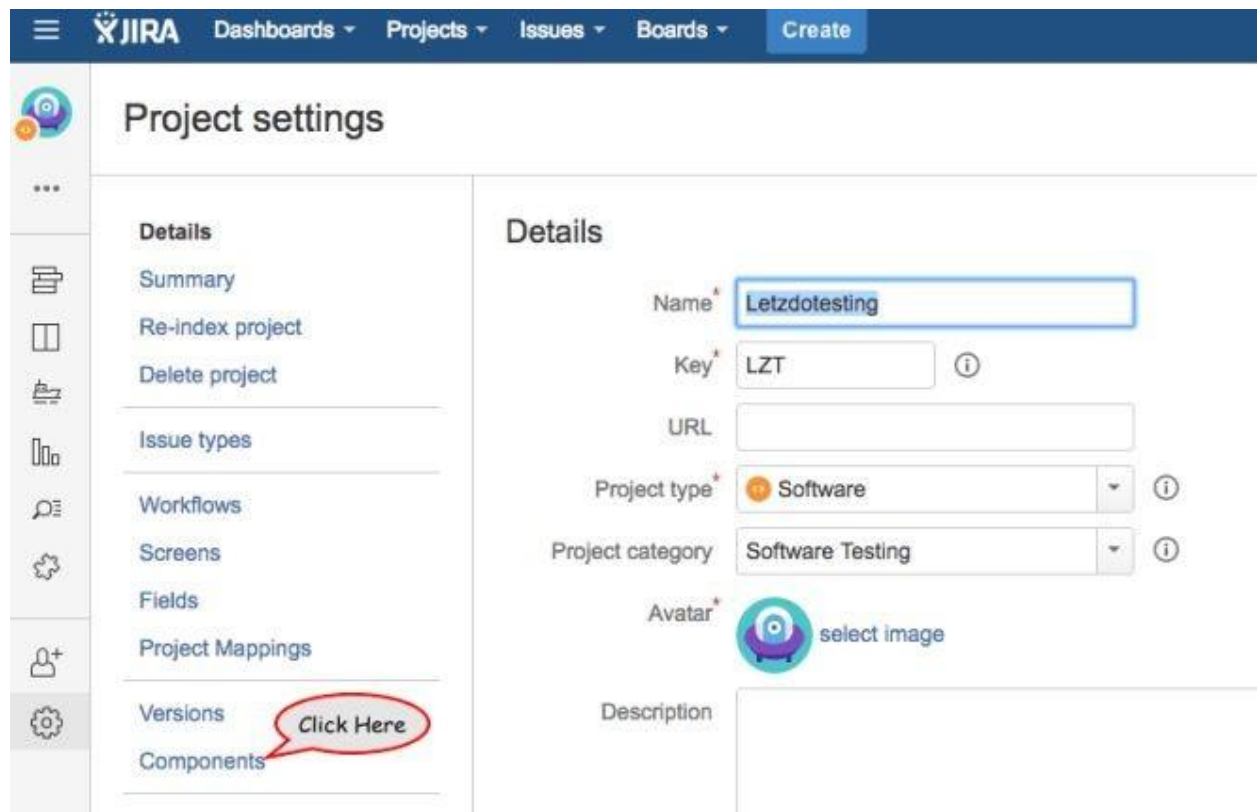 JIRA Dashboards Projects Issues Boards Create
Project settings
Details
Summary
Re-index project
Delete project
Issue types
Workflows
Screens
Fields
Project Mappings
Versions
Click Here
Components
Details
Name* Letzdotesting
Key* LZT
URL
Project type* Software
Project category Software Testing
Avatar* select image
Description